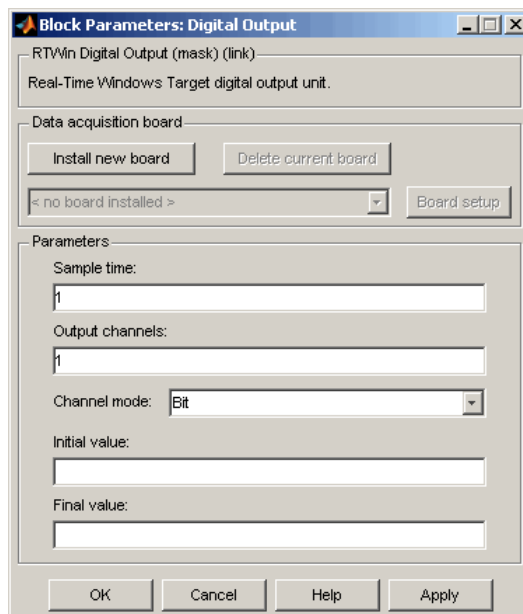 Block Parameters: Digital Output
RTWin Digital Output (mask) (link)
Real-Time Windows Target digital output unit.
Data acquisition board
Install new board Delete current board
< no board installed > Board setup
Parameters
Sample time:
1
Output channels:
1
Channel mode: Bit
Initial value:
Final value:
OK Cancel Help Apply